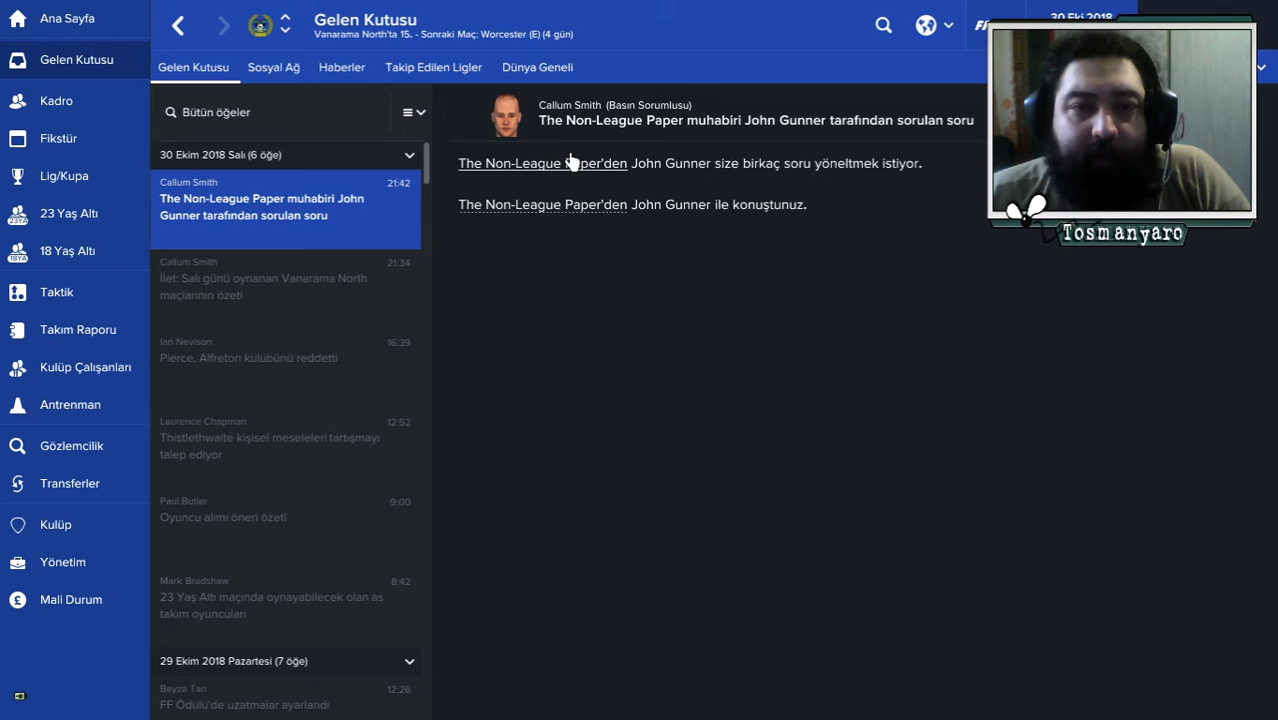 Ana Sayfa
Gelen Kutusu
Kadro
Fikstür
Lig/Kupa
23 Yaş Altı
23YA
18 Yaş Altı
18YA
Taktik
Takım Raporu
Kulüp Çalışanları
Antrenman
Gözlemcilik
Transferler
Kulüp
Yönetim
Mali Durum
Gelen Kutusu
Vanarama North'ta 15. - Sonraki Maç: Worcester (E) (4 gün)
30 Eki 2018
Gelen Kutusu
Sosyal Ağ
Haberler
Takip Edilen Ligler
Dünya Geneli
Bütün öğeler
30 Ekim 2018 Salı (6 öğe)
Callum Smith 21:42
The Non-League Paper muhabiri John
Gunner tarafından sorulan soru
Callum Smith 21:34
İlet: Salı günü oynanan Vanarama North
maçlarının özeti
Ian Nevison 16:39
Pierce, Alfreton kulübünü reddetti
Laurence Chapman 12:52
Thistlethwaite kişisel meseleleri tartışmayı
talep ediyor
Paul Butler 9:00
Oyuncu alımı öneri özeti
Mark Bradshaw 8:42
23 Yaş Altı maçında oynayabilecek olan as
takım oyuncuları
29 Ekim 2018 Pazartesi (7 öğe)
Beyza Tan 12:26
FF Ödülü'de uzatmalar ayarlandı
Callum Smith (Basın Sorumlusu)
The Non-League Paper muhabiri John Gunner tarafından sorulan soru
The Non-League Paper'den John Gunner size birkaç soru yöneltmek istiyor.
The Non-League Paper'den John Gunner ile konuştunuz.
Tosmanyaro